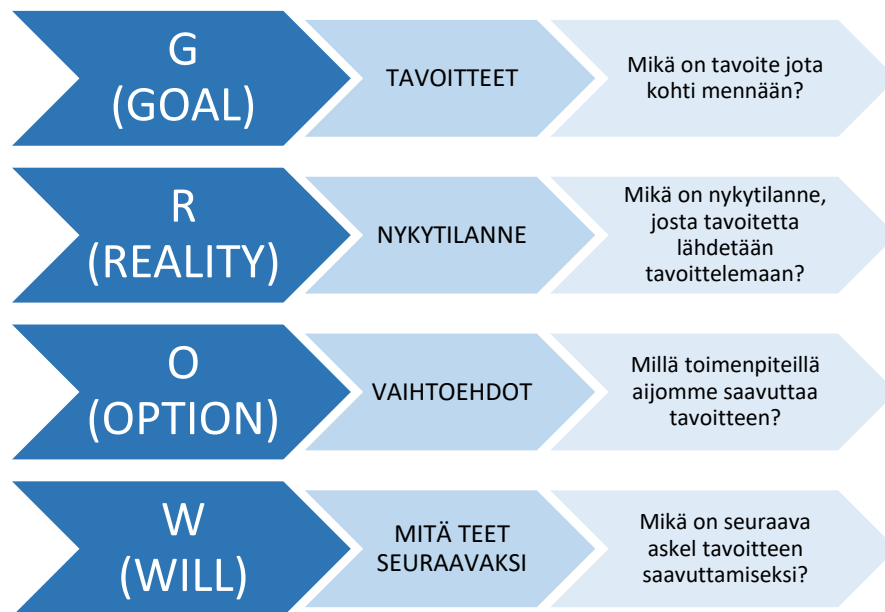 G
(GOAL)
TAVOITTEET
Mikä on tavoite jota
kohti mennään?
R
(REALITY)
NYKYTILANNE
Mikä on nykytilanne,
josta tavoitetta
lähdetään
tavoittelemaan?
O
(OPTION)
VAIHTOEHDOT
Millä toimenpiteillä
aijomme saavuttaa
tavoitteen?
W
(WILL)
MITÄ TEET
SEURAAVAKSI
Mikä on seuraava
askel tavoitteen
saavuttamiseksi?